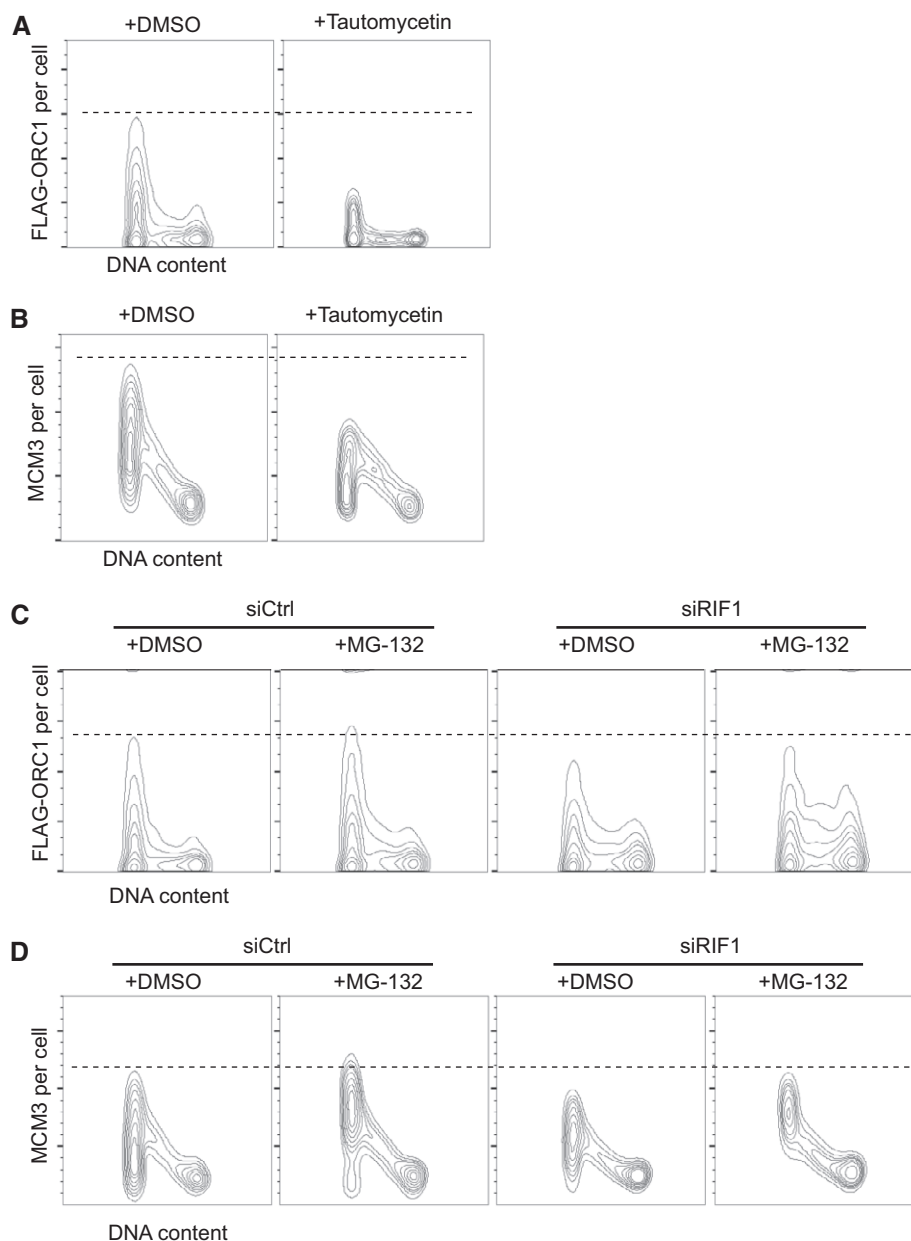 A
+DMSO
+Tautomycetin
FLAG-ORC1 per cell
DNA content
B
+DMSO
+Tautomycetin
MCM3 per cell
DNA content
C
siCtrl
siRIF1
+DMSO
+MG-132
+DMSO
+MG-132
FLAG-ORC1 per cell
DNA content
D
siCtrl
siRIF1
+DMSO
+MG-132
+DMSO
+MG-132
MCM3 per cell
DNA content